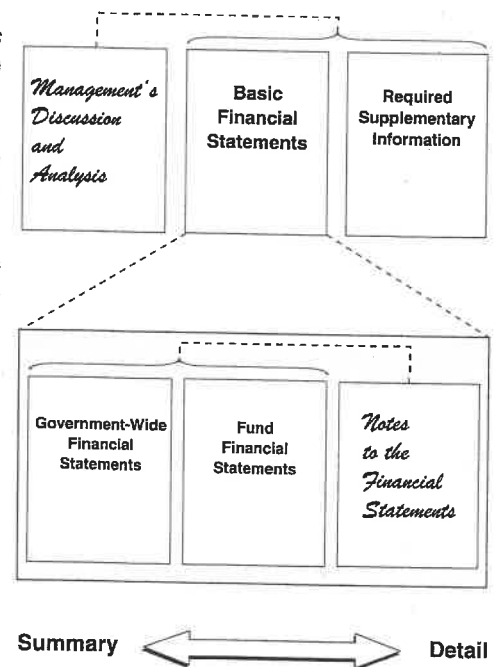 Management's
Discussion
and
Analysis
Basic
Financial
Statements
Required
Supplementary
Information
Government-Wide
Financial
Statements
Fund
Financial
Statements
Notes
to the
Financial
Statements
Summary
Detail